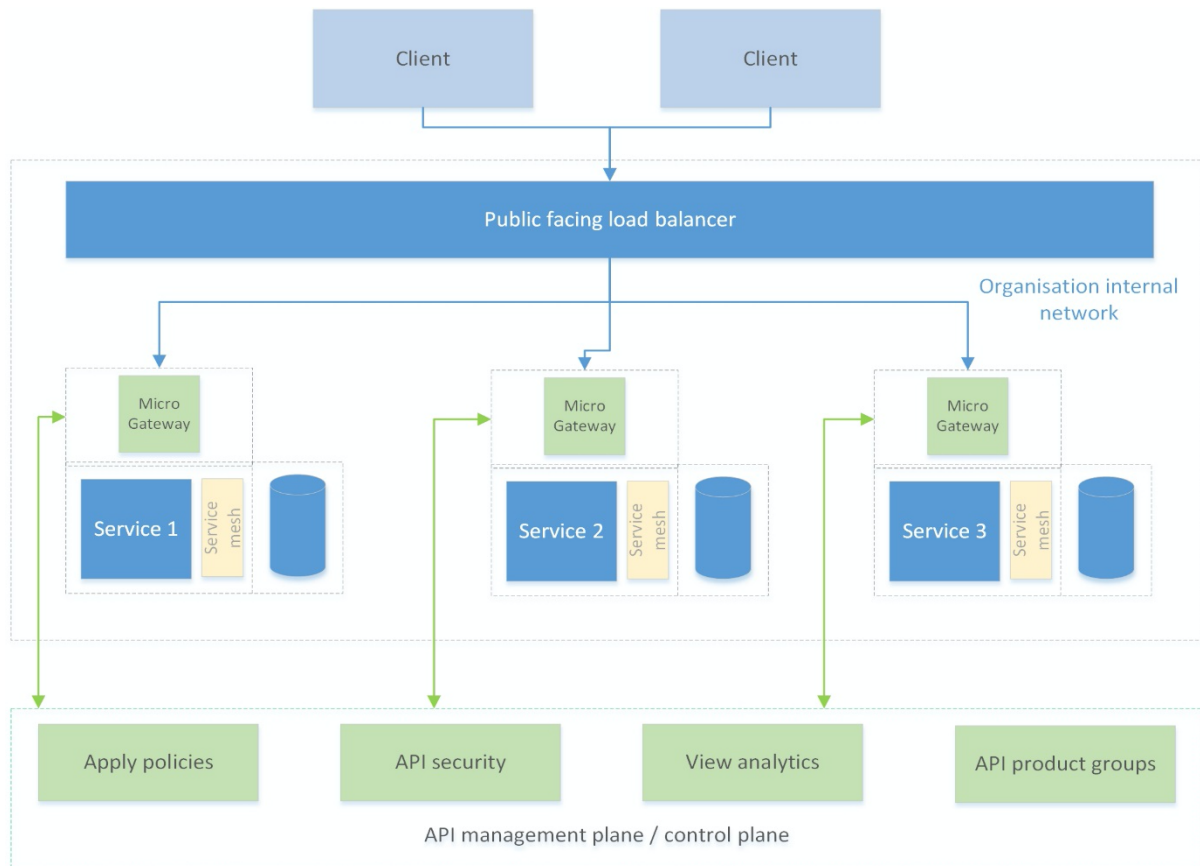 Client
Client
Public facing load balancer
Organisation internal
network
Micro
Gateway
Micro
Gateway
Micro
Gateway
Service 1
Service
mesh
Service 2
Service
mesh
Service 3
Service
mesh
Apply policies
API security
View analytics
API product groups
API management plane / control plane